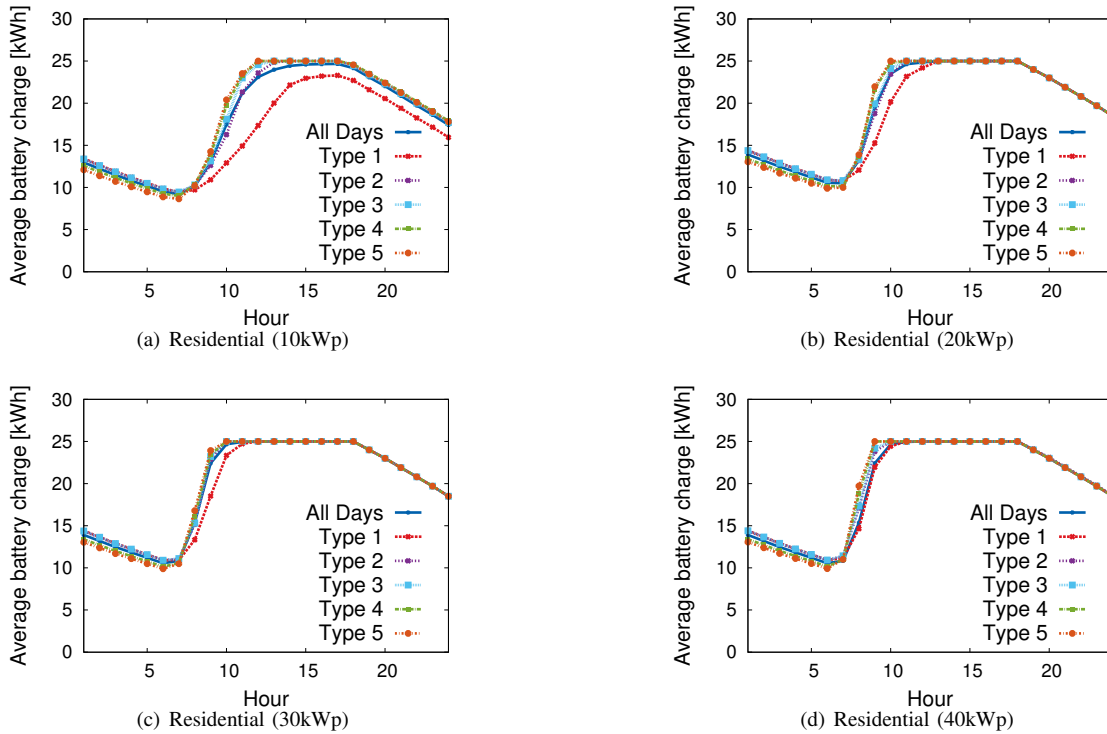 Average battery charge [kWh]
30
25
20
15
10
5
0
All Days
Type 1
Type 2
Type 3
Type 4
Type 5
5 10 15 20
Hour
(a) Residential (10kWp)
Average battery charge [kWh]
30
25
20
15
10
5
0
All Days
Type 1
Type 2
Type 3
Type 4
Type 5
5 10 15 20
Hour
(b) Residential (20kWp)
Average battery charge [kWh]
30
25
20
15
10
5
0
All Days
Type 1
Type 2
Type 3
Type 4
Type 5
5 10 15 20
Hour
(c) Residential (30kWp)
Average battery charge [kWh]
30
25
20
15
10
5
0
All Days
Type 1
Type 2
Type 3
Type 4
Type 5
5 10 15 20
Hour
(d) Residential (40kWp)